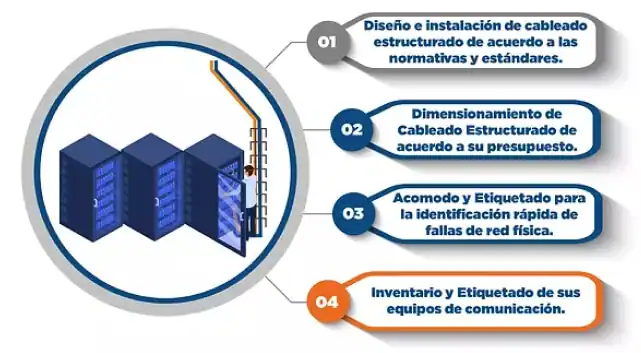 01
Diseño e instalación de cableado
estructurado de acuerdo a las
normativas y estándares.
02
Dimensionamiento de
Cableado Estructurado de
acuerdo a su presupuesto.
03
Acomodo y Etiquetado para
la identificación rápida de
fallas de red física.
04
Inventario y Etiquetado de sus
equipos de comunicación.